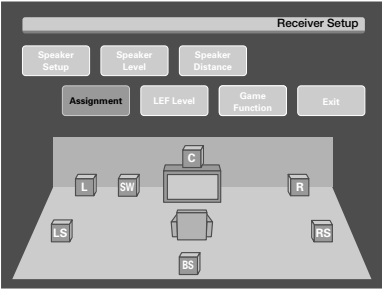 Receiver Setup
Speaker Speaker Speaker
Setup Level Distance
Assignment LEF Level Game Function Exit
C
L SW R
LS RS
BS